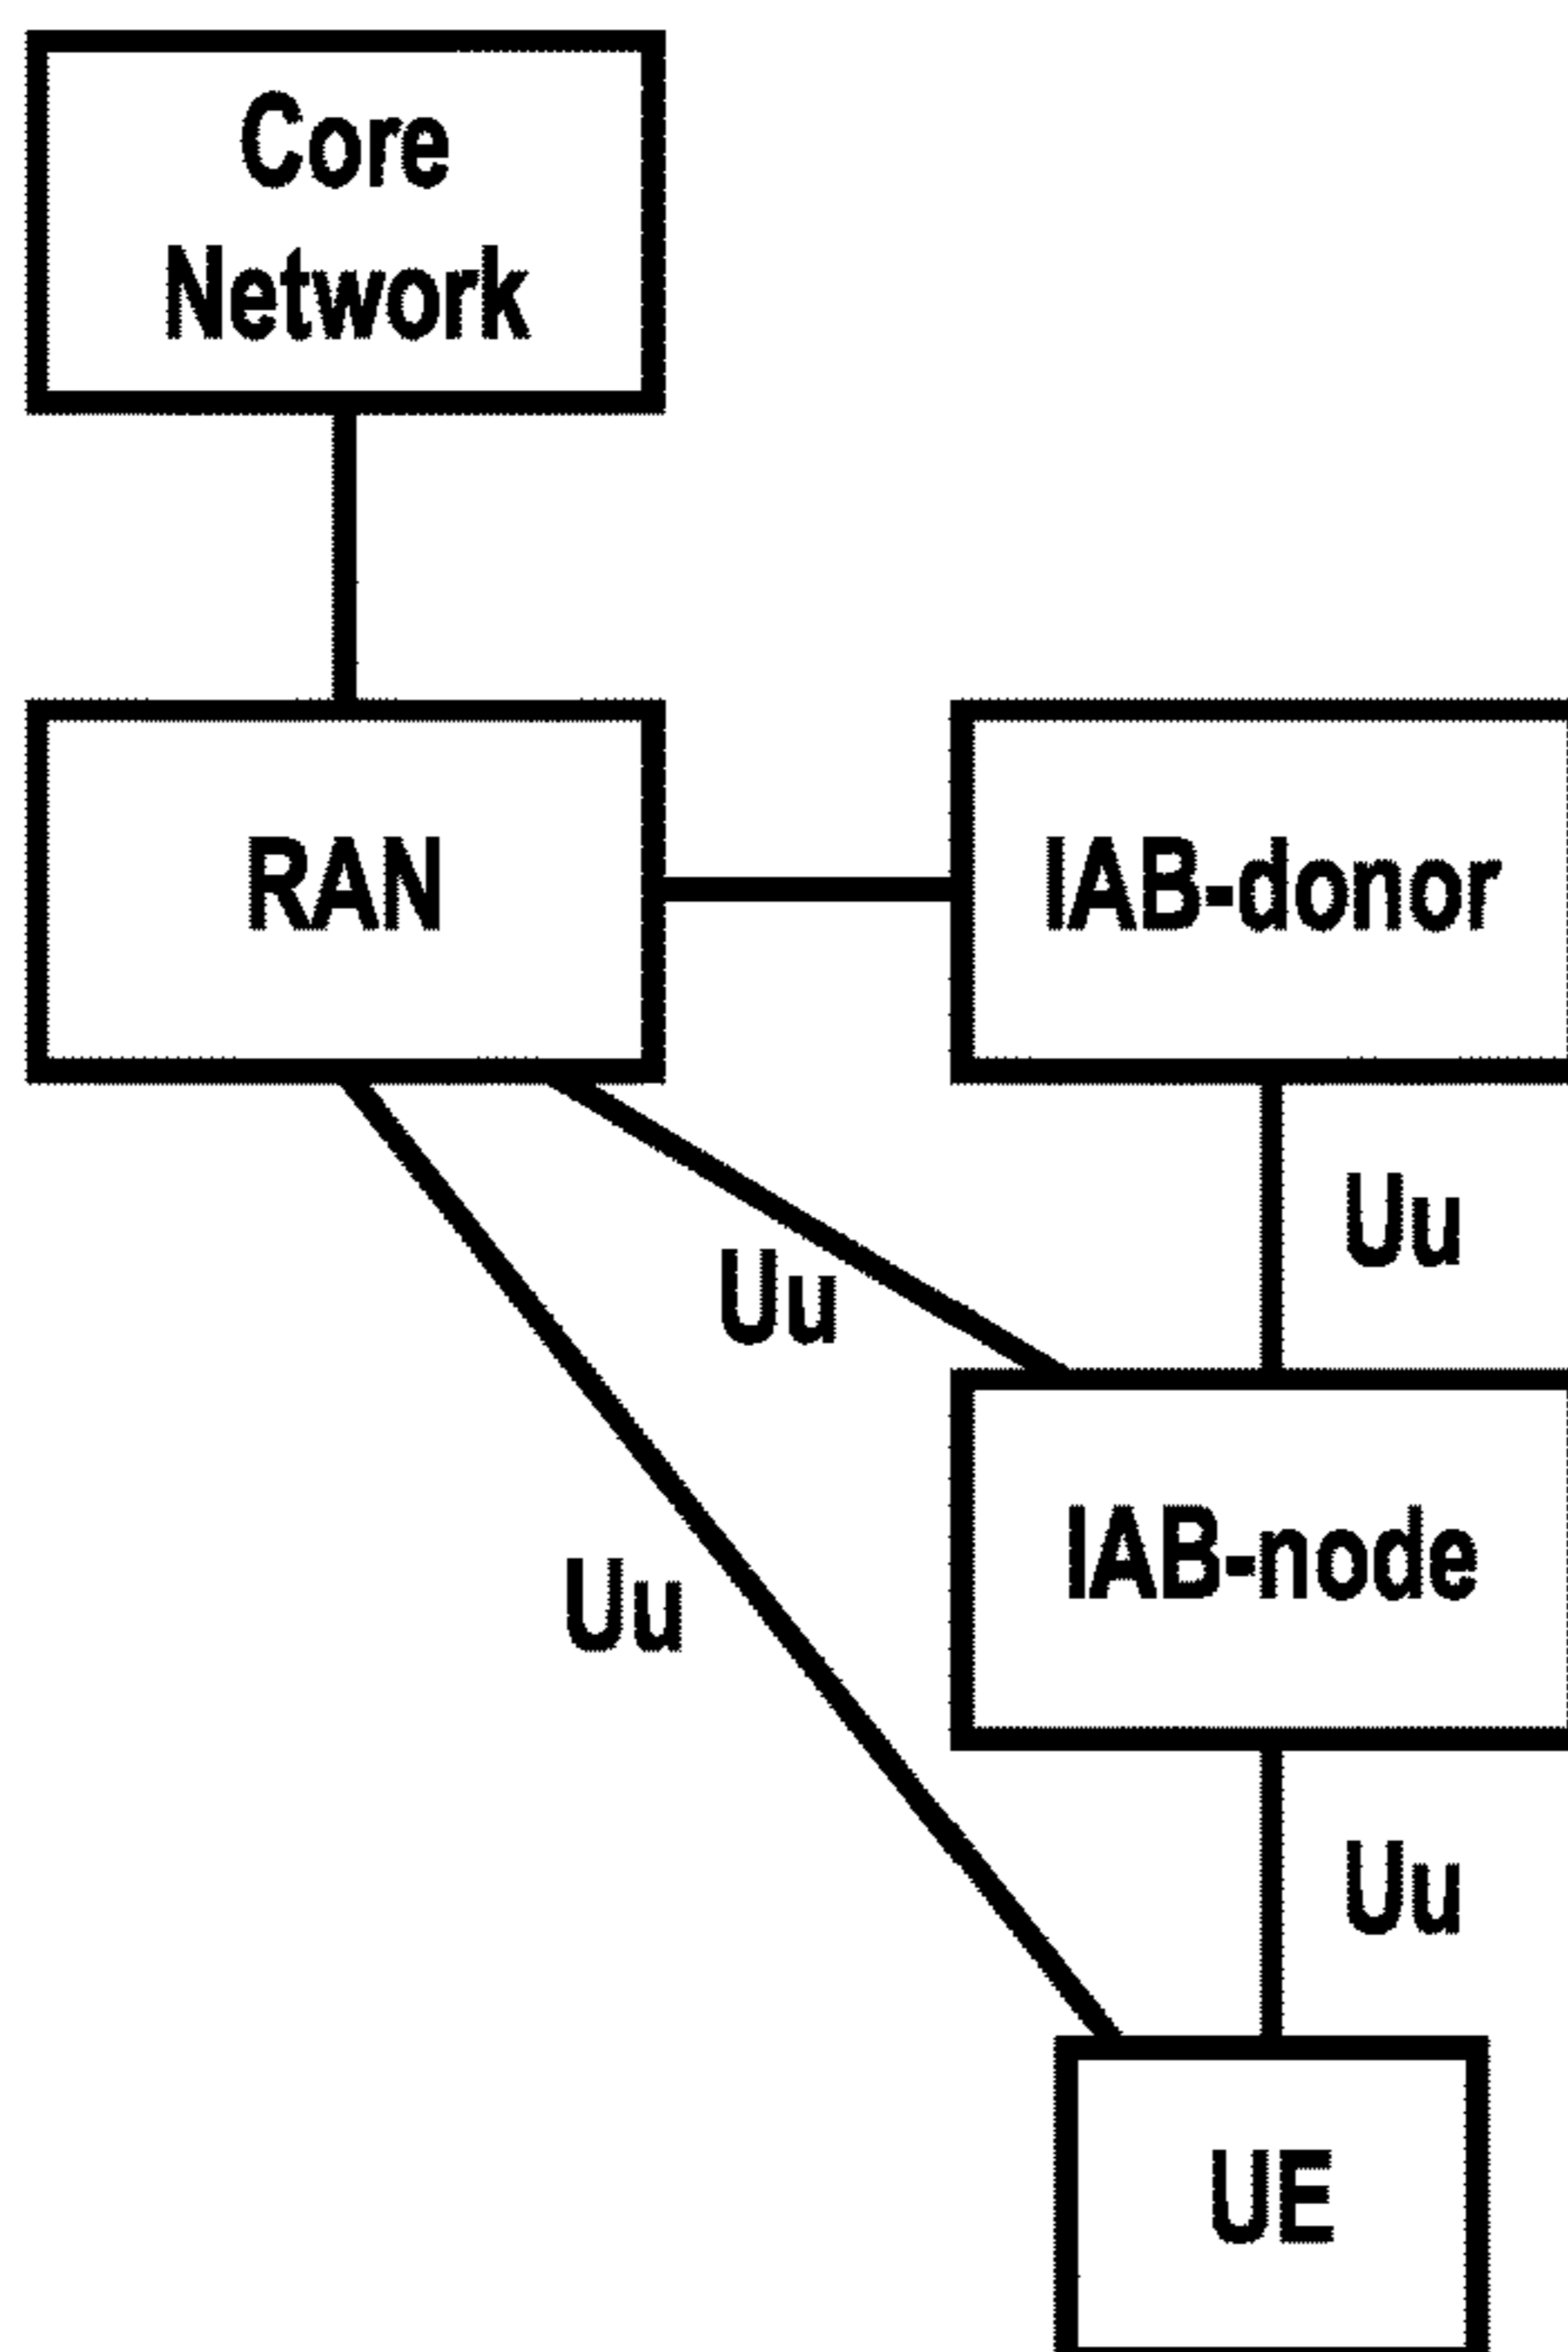 Core
Network
RAN
IAB-donor
Uu
Uu
IAB-node
Uu
Uu
UE